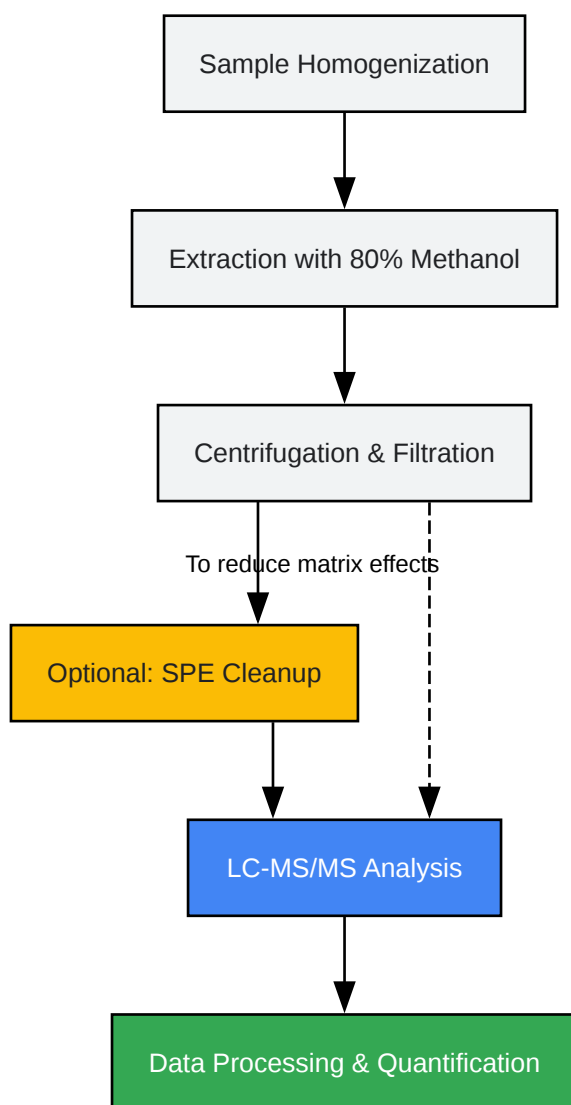 Sample Homogenization
Extraction with 80% Methanol
Centrifugation & Filtration
To reduce matrix effects
Optional: SPE Cleanup
LC-MS/MS Analysis
Data Processing & Quantification